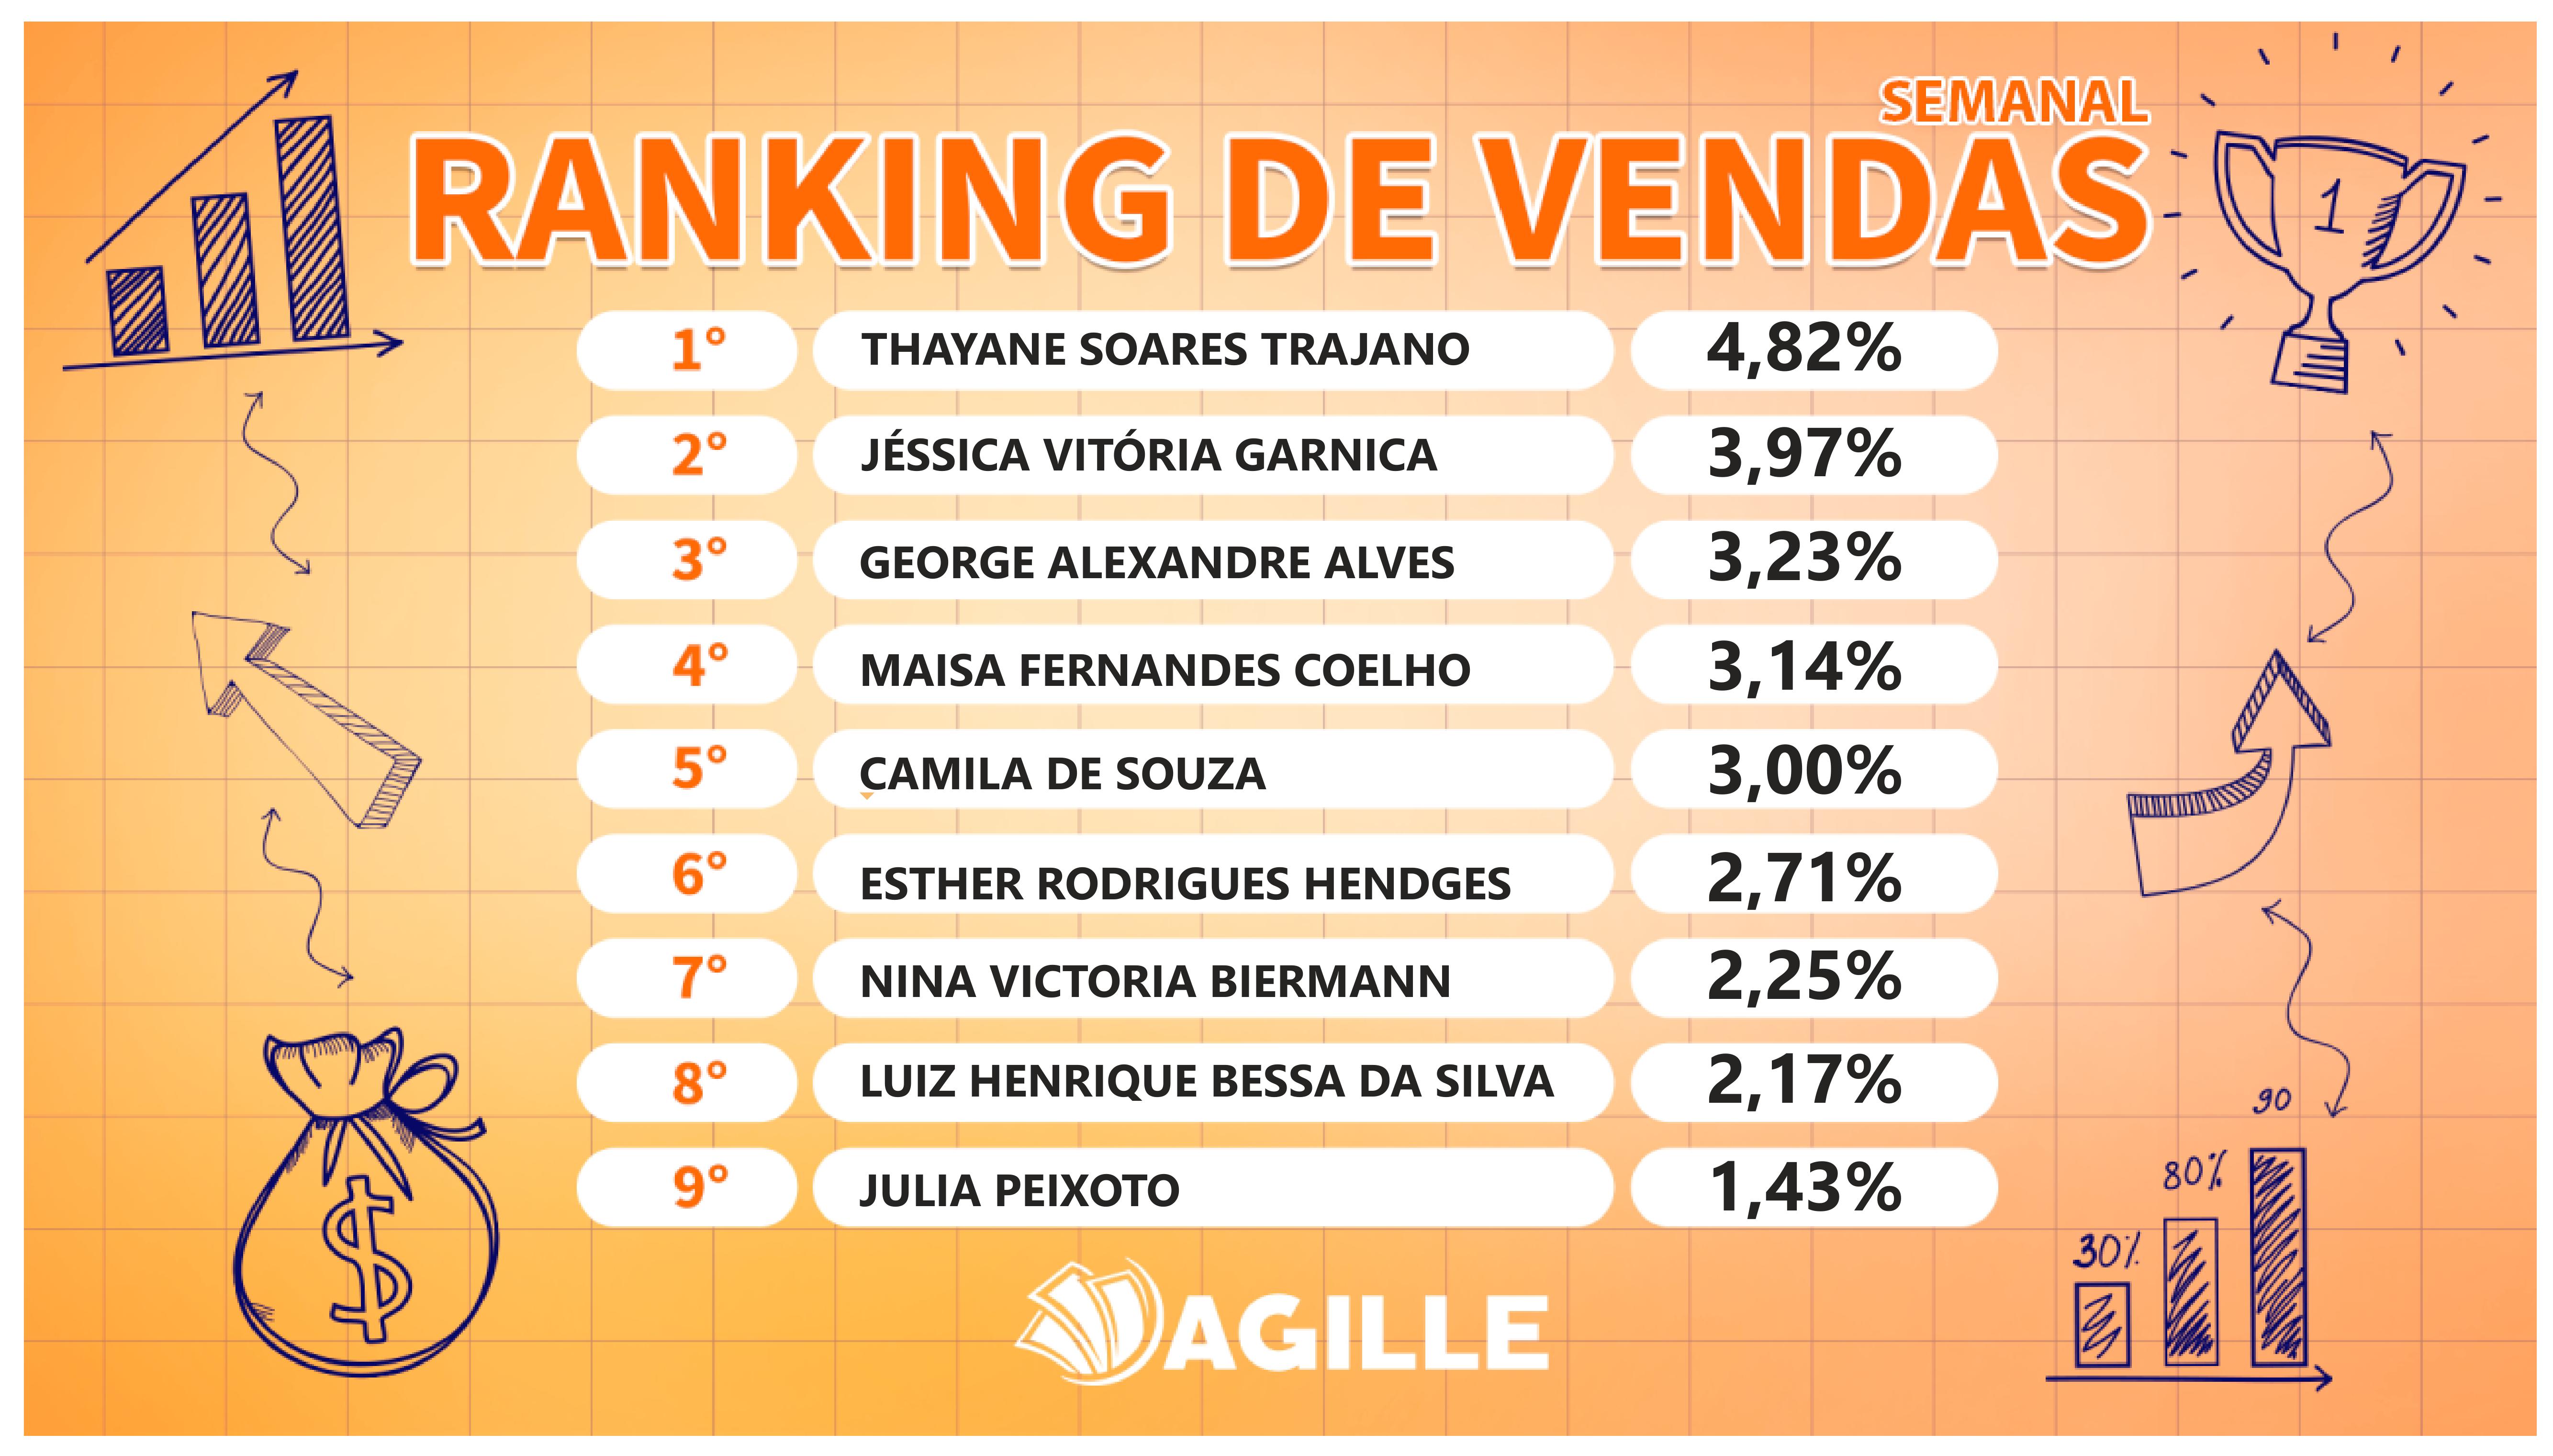 SEMANAL
RANKING DE VENDAS
1
1° THAYANE SOARES TRAJANO 4,82%
2° JÉSSICA VITÓRIA GARNICA 3,97%
3° GEORGE ALEXANDRE ALVES 3,23%
4° MAISA FERNANDES COELHO 3,14%
5° CAMILA DE SOUZA 3,00%
6° ESTHER RODRIGUES HENDGES 2,71%
7° NINA VICTORIA BIERMANN 2,25%
8° LUIZ HENRIQUE BESSA DA SILVA 2,17%
9° JULIA PEIXOTO 1,43%
$
30%
80%
90
AGILLE